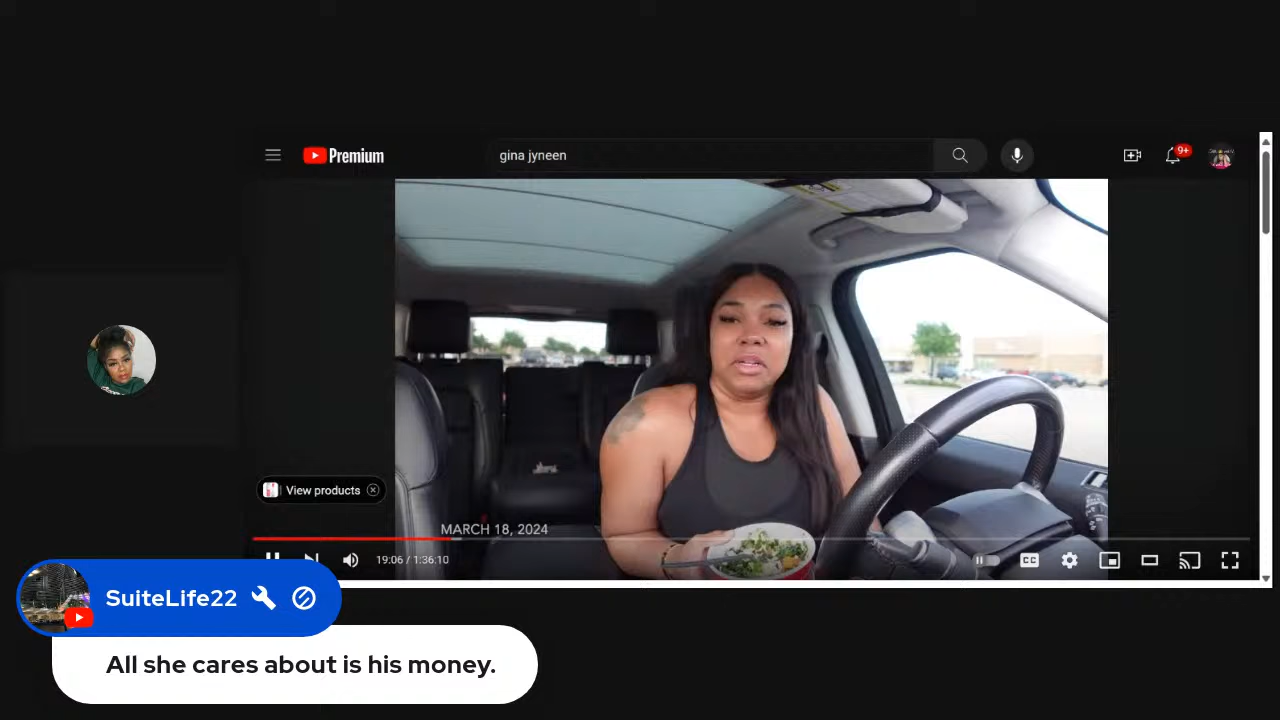 Premium
gina jyneen
9+
View products
MARCH 18, 2024
19:06 / 1:36:10
CC
SuiteLife22
All she cares about is his money.